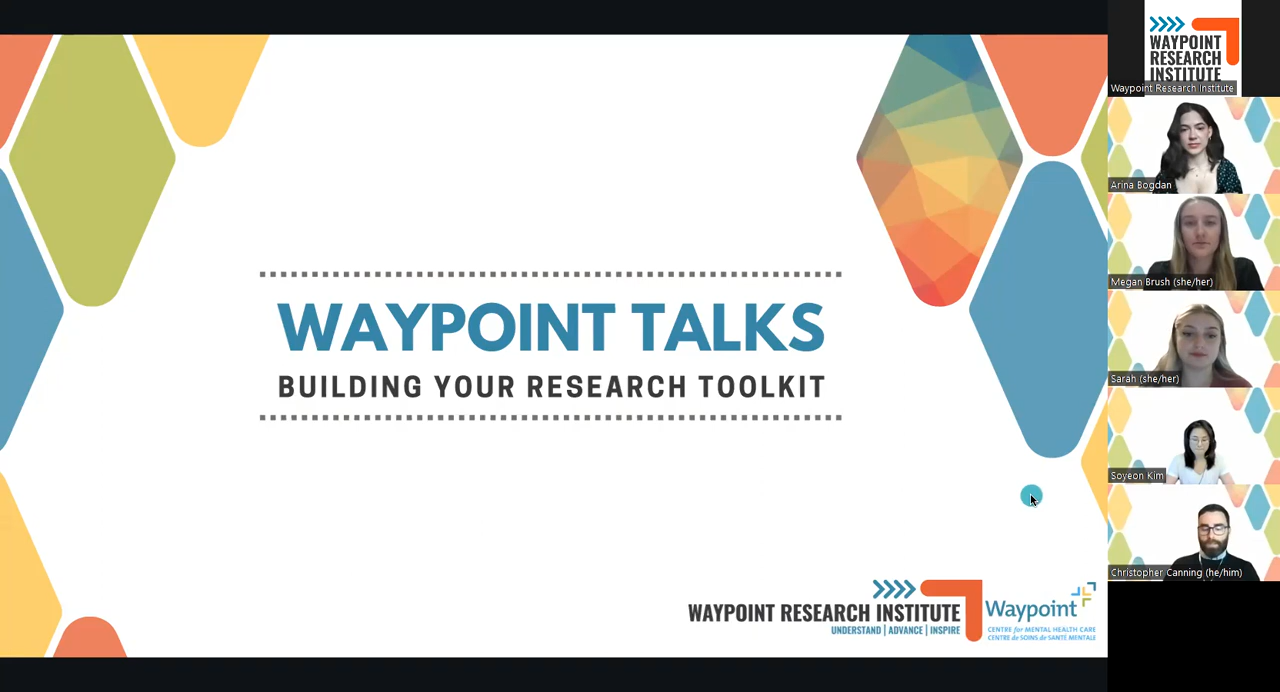 WAYPOINT TALKS
BUILDING YOUR RESEARCH TOOLKIT
WAYPOINT RESEARCH INSTITUTE
UNDERSTAND | ADVANCE | INSPIRE
Waypoint
CENTRE for MENTAL HEALTH CARE
CENTRE de SOINS de SANTÉ MENTALE
WAYPOINT
RESEARCH
INSTITUTE
Waypoint Research Institute
Arina Bogdan
Megan Brush (she/her)
Sarah (she/her)
Soyeon Kim
Christopher Canning (he/him)